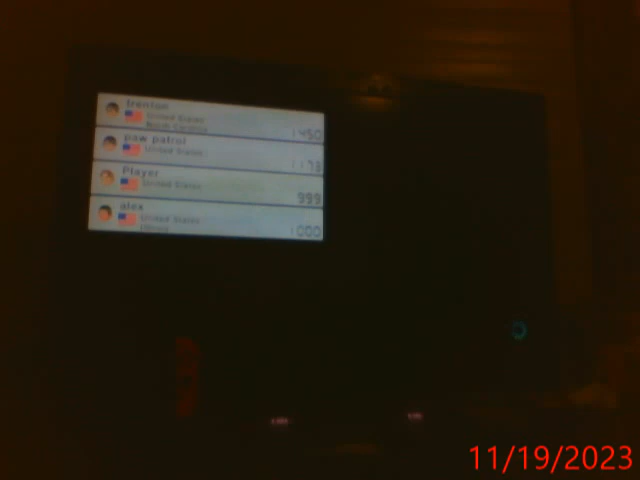 trenton
United States
North Carolina
1450
paw patrol
United States
1173
Player
United States
999
alex
United States
Illinois
1000
11/19/2023